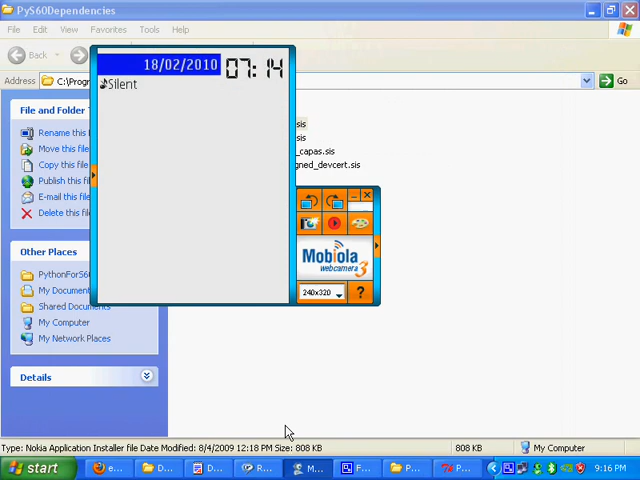 PyS60Dependencies
File Edit View Favorites Tools Help
Back
Address C:\Progr
Go
18/02/2010 07:14
Silent
File and Folder T
Rename this
Move this file
Copy this file
Publish this fi
E-mail this file
Delete this fi
sis
sis
_capas.sis
igned_devcert.sis
Mobiola
webcamera 3
240x320
?
Other Places
PythonForS6
My Document
Shared Documents
My Computer
My Network Places
Details
Type: Nokia Application Installer file Date Modified: 8/4/2009 12:18 PM Size: 808 KB 808 KB My Computer
start e... D... D... R... M... F... P... P... 9:16 PM